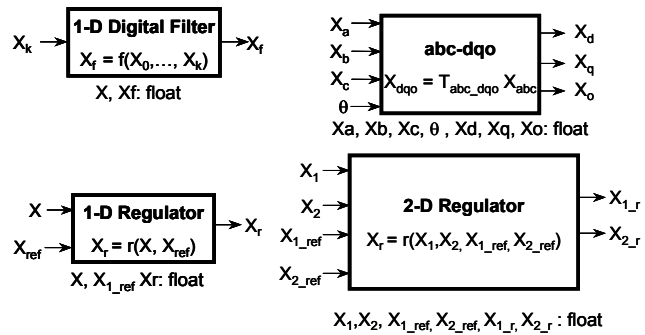 1-D Digital Filter
X_k
X_f = f(X_0,..., X_k)
X_f
X, Xf: float
X_a
X_b
X_c
θ
abc-dqo
X_dqo = T_abc_dqo X_abc
X_d
X_q
X_o
Xa, Xb, Xc, θ , Xd, Xq, Xo: float
X
X_ref
1-D Regulator
X_r = r(X, X_ref)
X_r
X, X_1_ref Xr: float
X_1
X_2
X_1_ref
X_2_ref
2-D Regulator
X_r = r(X_1,X_2, X_1_ref, X_2_ref)
X_1_r
X_2_r
X_1,X_2, X_1_ref, X_2_ref, X_1_r, X_2_r : float